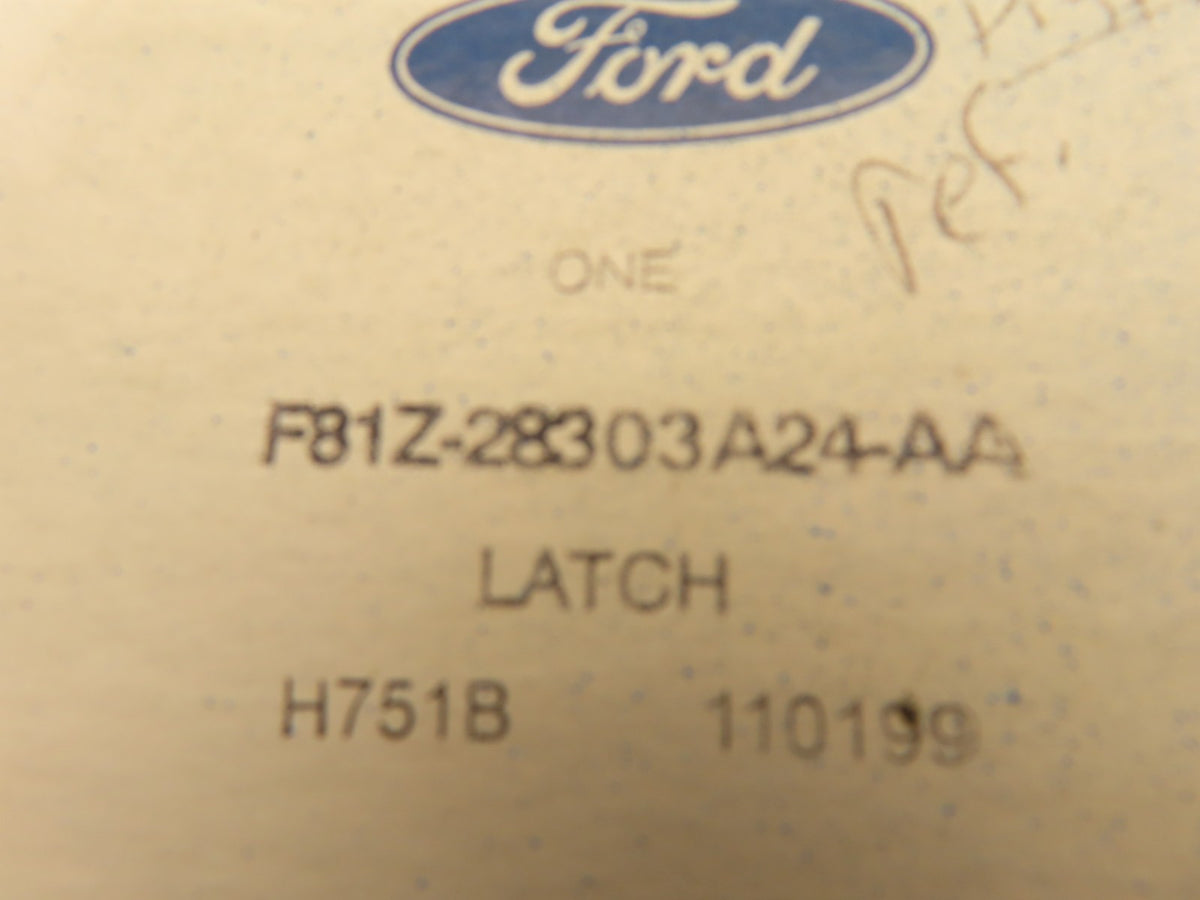 Ford
ONE
F81Z-28303A24-AA
LATCH
H751B 110199